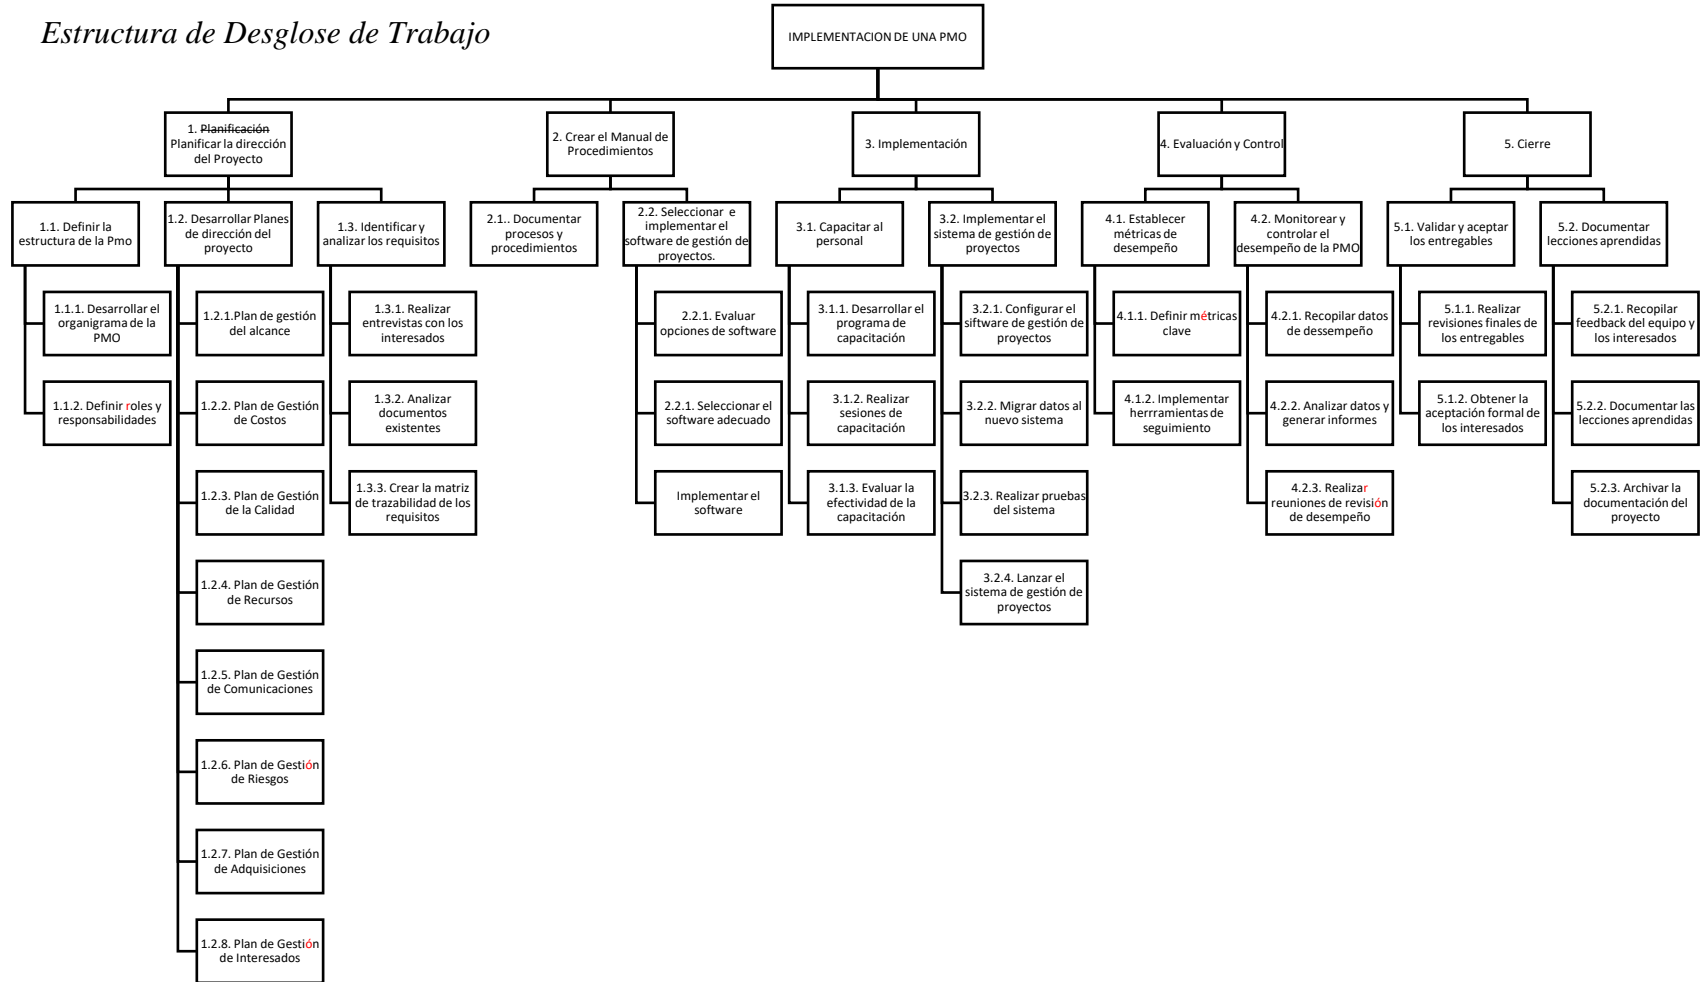 Estructura de Desglose de Trabajo
IMPLEMENTACION DE UNA PMO
1. Planificación
Planificar la dirección
del Proyecto
2. Crear el Manual de
Procedimientos
3. Implementación
4. Evaluación y Control
5. Cierre
1.1. Definir la
estructura de la Pmo
1.2. Desarrollar Planes
de dirección del
proyecto
1.3. Identificar y
analizar los requisitos
2.1.. Documentar
procesos y
procedimientos
2.2. Seleccionar e
implementar el
software de gestión de
proyectos.
3.1. Capacitar al
personal
3.2. Implementar el
sistema de gestión de
proyectos
4.1. Establecer
métricas de
desempeño
4.2. Monitorear y
controlar el
desempeño de la PMO
5.1. Validar y aceptar
los entregables
5.2. Documentar
lecciones aprendidas
1.1.1. Desarrollar el
organigrama de la
PMO
1.1.2. Definir roles y
responsabilidades
1.2.1.Plan de gestión
del alcance
1.2.2. Plan de Gestión
de Costos
1.2.3. Plan de Gestión
de la Calidad
1.2.4. Plan de Gestión
de Recursos
1.2.5. Plan de Gestión
de Comunicaciones
1.2.6. Plan de Gestión
de Riesgos
1.2.7. Plan de Gestión
de Adquisiciones
1.2.8. Plan de Gestión
de Interesados
1.3.1. Realizar
entrevistas con los
interesados
1.3.2. Analizar
documentos
existentes
1.3.3. Crear la matriz
de trazabilidad de los
requisitos
2.2.1. Evaluar
opciones de software
2.2.1. Seleccionar el
software adecuado
Implementar el
software
3.1.1. Desarrollar el
programa de
capacitación
3.1.2. Realizar
sesiones de
capacitación
3.1.3. Evaluar la
efectividad de la
capacitación
3.2.1. Configurar el
siftware de gestión de
proyectos
3.2.2. Migrar datos al
nuevo sistema
3.2.3. Realizar pruebas
del sistema
3.2.4. Lanzar el
sistema de gestión de
proyectos
4.1.1. Definir métricas
clave
4.1.2. Implementar
herrramientas de
seguimiento
4.2.1. Recopilar datos
de dessempeño
4.2.2. Analizar datos y
generar informes
4.2.3. Realizar
reuniones de revisión
de desempeño
5.1.1. Realizar
revisiones finales de
los entregables
5.1.2. Obtener la
aceptación formal de
los interesados
5.2.1. Recopilar
feedback del equipo y
los interesados
5.2.2. Documentar las
lecciones aprendidas
5.2.3. Archivar la
documentación del
proyecto